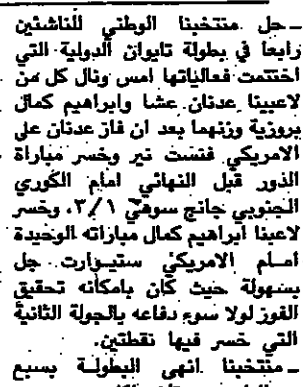 ـ حل منتخبنا الوطني للناشئين
رابعا في بطولة تايوان الدولية التي
اختتمت فعالياتها امس ونال كل من
لاعبينا عدنان عشا وابراهيم كمال
برونزية وزنهما بعد ان فاز عدنان على
الامريكي فنست نير وخسر مباراة
الدور قبل النهائي امام الكوري
الجنوبي جانج سوهي ٣/١، وخسر
لاعبنا ابراهيم كمال مباراته الوحيدة
امام الامريكي ستيوارت جل
بسهولة حيث كان بامكانه تحقيق
الفوز لولا سوء دفاعه بالجولة الثانية
التي خسر فيها نقطتين.
ـ منتخبنا انهى البطولة بسبع